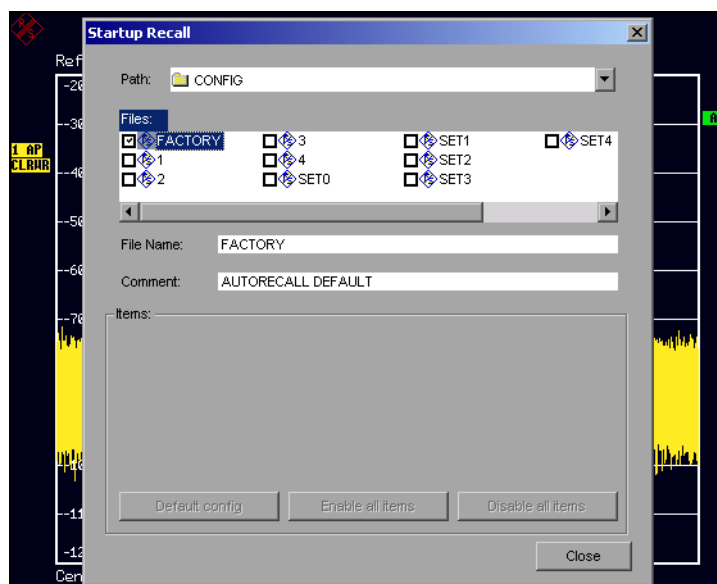 R
S
Startup Recall
Ref
Path: CONFIG
-20
Files:
-30
A
FACTORY 3 SET1 SET4
1 AP
1 4 SET2
CLRWR
-40
2 SET0 SET3
-50
File Name: FACTORY
-60
Comment: AUTORECALL DEFAULT
-70
Items:
Default config Enable all items Disable all items
-11
-12
Close
Cen